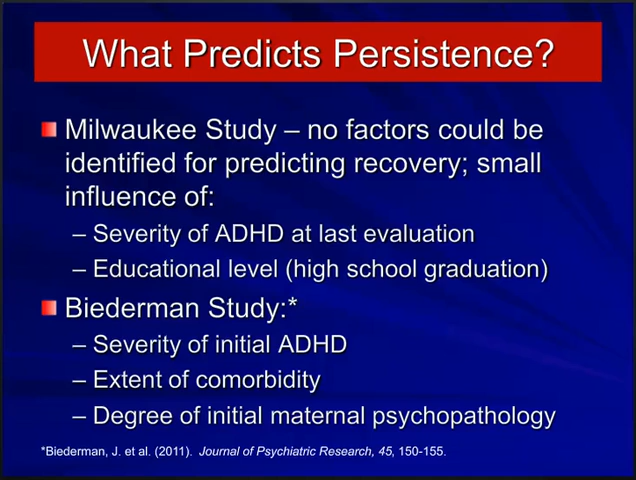 What Predicts Persistence?
Milwaukee Study – no factors could be
identified for predicting recovery; small
influence of:
– Severity of ADHD at last evaluation
– Educational level (high school graduation)
Biederman Study:*
– Severity of initial ADHD
– Extent of comorbidity
– Degree of initial maternal psychopathology
*Biederman, J. et al. (2011). Journal of Psychiatric Research, 45, 150-155.